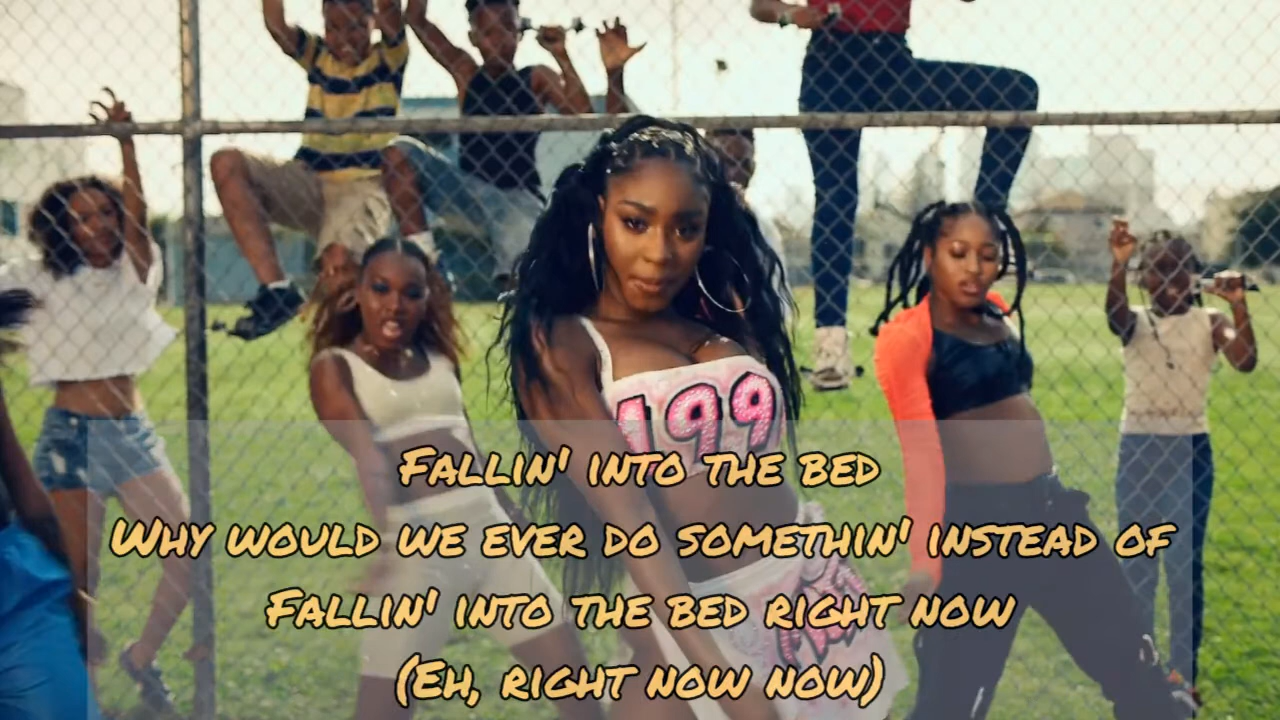 199
Fallin' into the bed
Why would we ever do somethin' instead of
Fallin' into the bed right now
(Eh, right now now)